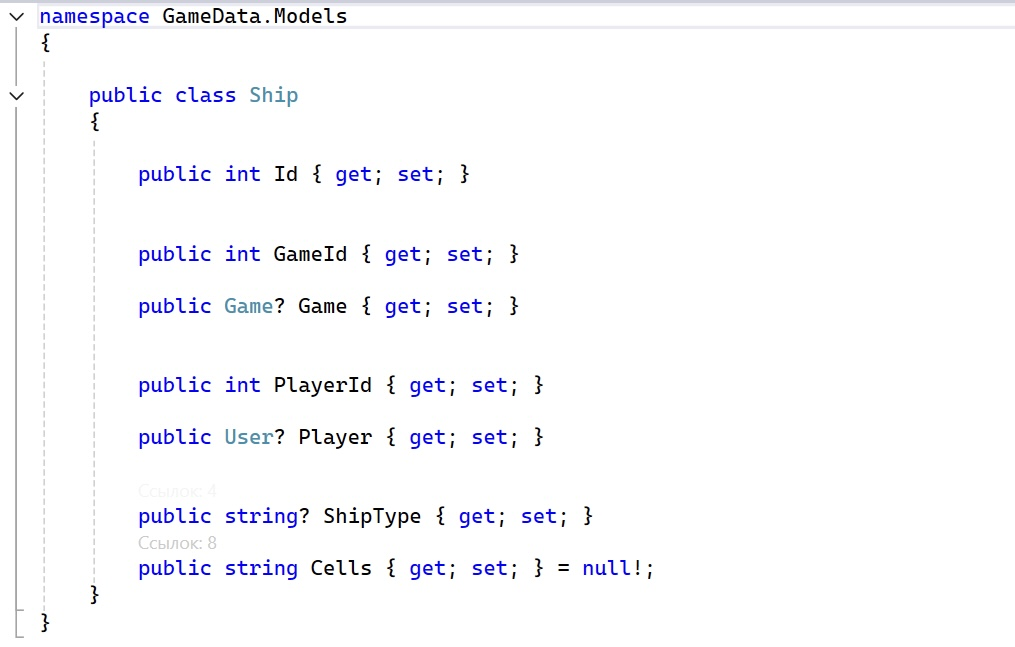 namespace GameData.Models
{
public class Ship
{
public int Id { get; set; }
public int GameId { get; set; }
public Game? Game { get; set; }
public int PlayerId { get; set; }
public User? Player { get; set; }
Ссылок: 4
public string? ShipType { get; set; }
Ссылок: 8
public string Cells { get; set; } = null!;
}
}